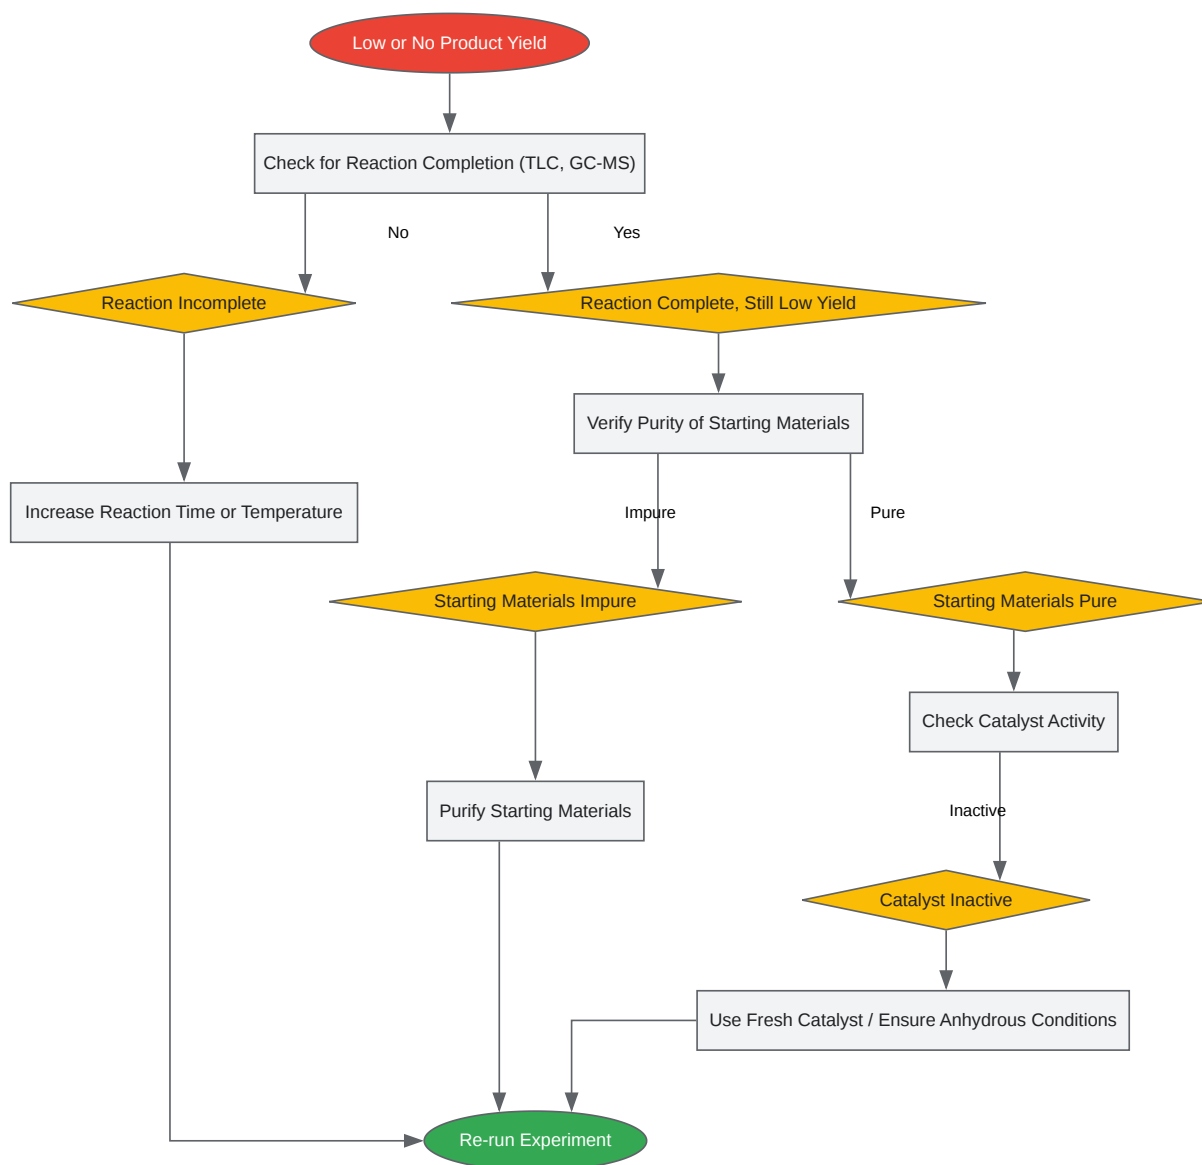 Low or No Product Yield
Check for Reaction Completion (TLC, GC-MS)
No
Yes
Reaction Incomplete
Reaction Complete, Still Low Yield
Verify Purity of Starting Materials
Increase Reaction Time or Temperature
Impure
Pure
Starting Materials Impure
Starting Materials Pure
Check Catalyst Activity
Purify Starting Materials
Inactive
Catalyst Inactive
Use Fresh Catalyst / Ensure Anhydrous Conditions
Re-run Experiment